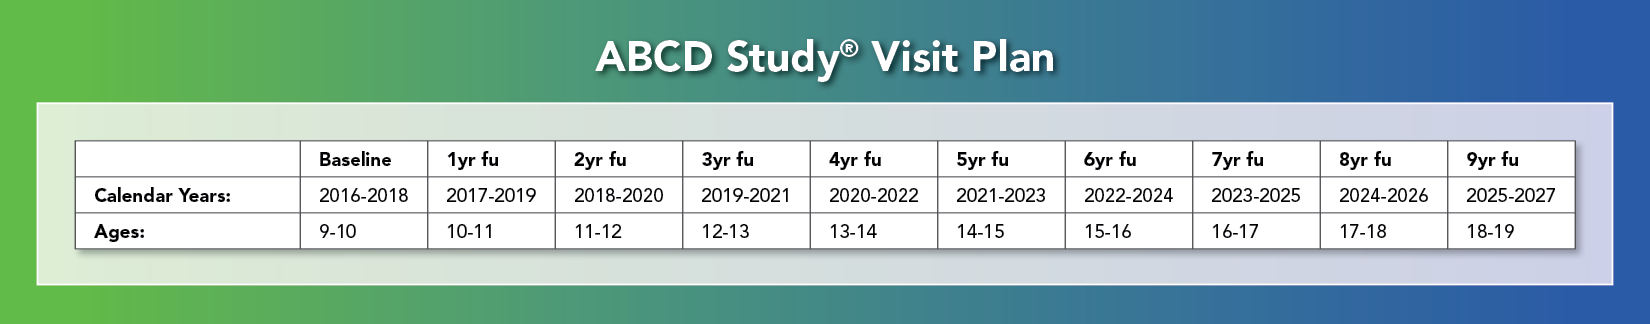 ABCD Study® Visit Plan
Baseline 1yr fu 2yr fu 3yr fu 4yr fu 5yr fu 6yr fu 7yr fu 8yr fu 9yr fu
Calendar Years: 2016-2018 2017-2019 2018-2020 2019-2021 2020-2022 2021-2023 2022-2024 2023-2025 2024-2026 2025-2027
Ages: 9-10 10-11 11-12 12-13 13-14 14-15 15-16 16-17 17-18 18-19